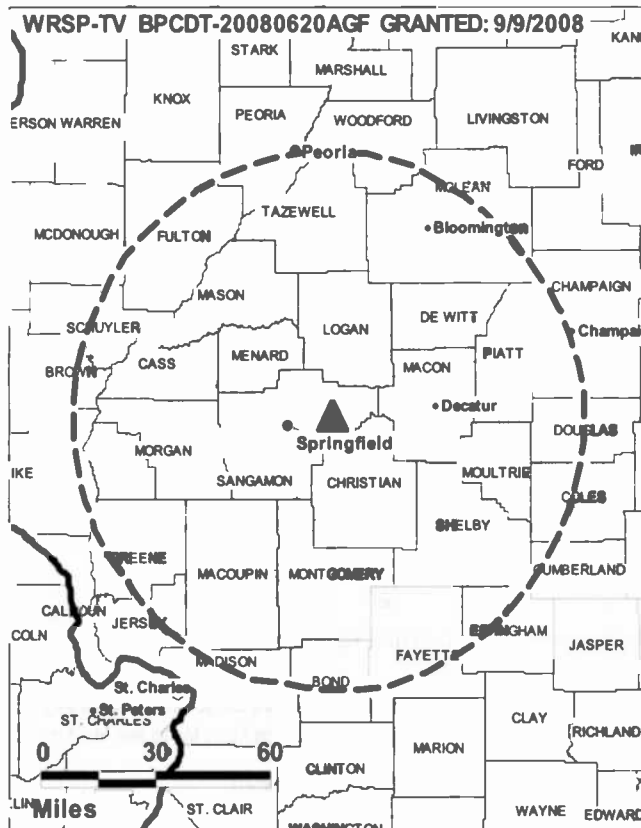 WRSP-TV BPCDT-20080620AGF GRANTED: 9/9/2008
STARK
MARSHALL
KNOX
PEORIA
WOODFORD
LIVINGSTON
ERSON WARREN
Peoria
FORD
MCLEAN
TAZEWELL
MCDONOUGH
FULTON
Bloomington
MASON
CHAMPAIGN
SCHUYLER
LOGAN
DE WITT
Champai
CASS
MENARD
PIATT
BROWN
MACON
Decatur
Springfield
DOUGLAS
IKE
MORGAN
SANGAMON
CHRISTIAN
MOULTRIE
COLES
SHELBY
GREENE
MACOUPIN
MONTGOMERY
CUMBERLAND
CALHOUN
JERSEY
COLN
EFFINGHAM
JASPER
MADISON
FAYETTE
BOND
St. Charles
St. Peters
ST. CHARLES
CLAY
RICHLAND
0 30 60
MARION
CLINTON
Miles
ST. CLAIR
WAYNE
EDWARD
WASHINGTON